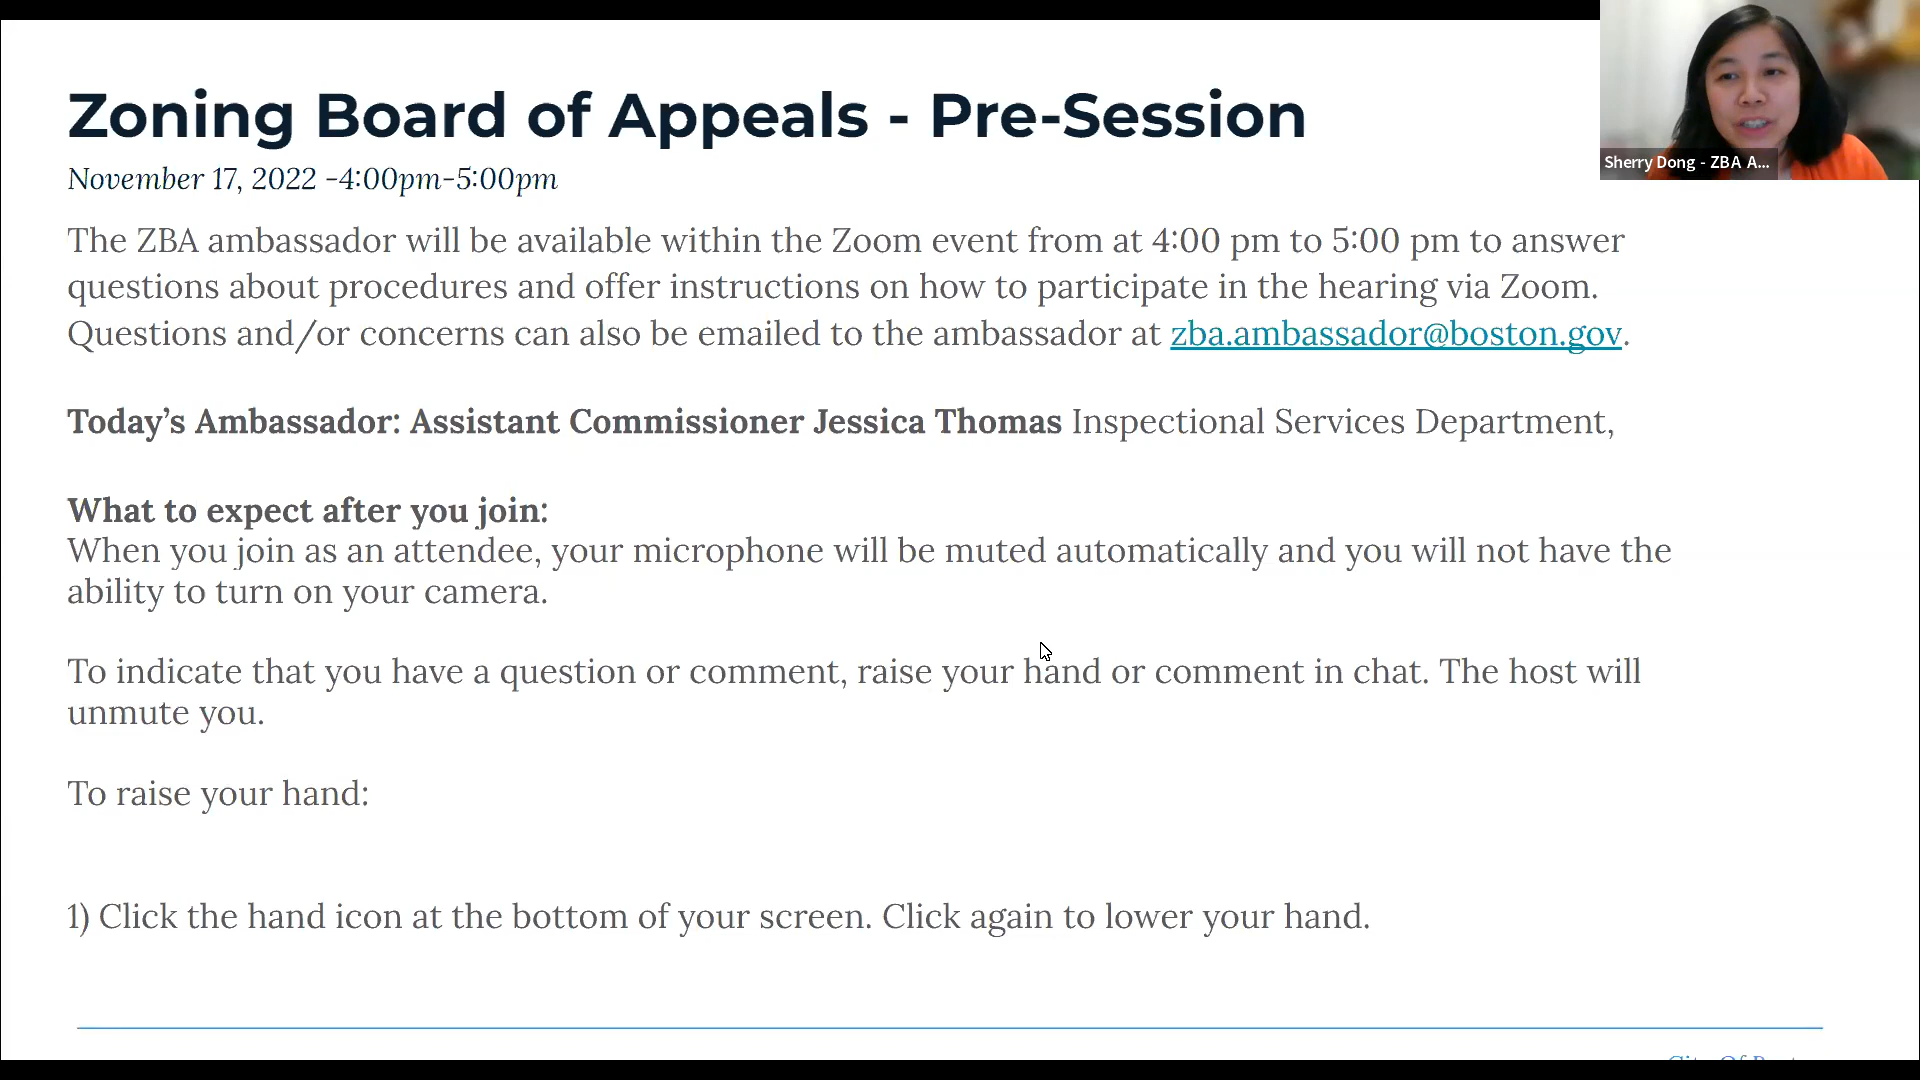 Zoning Board of Appeals - Pre-Session
Sherry Dong - ZBA A...
November 17, 2022 -4:00pm-5:00pm
The ZBA ambassador will be available within the Zoom event from at 4:00 pm to 5:00 pm to answer
questions about procedures and offer instructions on how to participate in the hearing via Zoom.
Questions and/or concerns can also be emailed to the ambassador at zba.ambassador@boston.gov.
Today's Ambassador: Assistant Commissioner Jessica Thomas Inspectional Services Department,
What to expect after you join:
When you join as an attendee, your microphone will be muted automatically and you will not have the
ability to turn on your camera.
To indicate that you have a question or comment, raise your hand or comment in chat. The host will
unmute you.
To raise your hand:
1) Click the hand icon at the bottom of your screen. Click again to lower your hand.
City Of